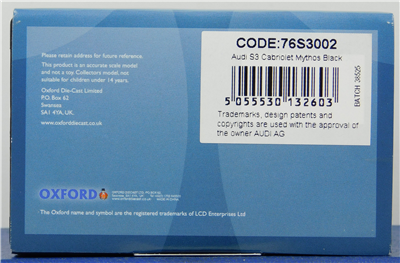 Please retain address for future reference.
This product is an accurate scale model
and not a toy. Collectors model, not
suitable for children under 14 years.
Oxford Die-Cast Limited
P.O. Box 62
Swansea
SA1 4YA, UK.
www.oxforddiecast.co.uk
CODE:76S3002
Audi S3 Cabriolet Mythos Black
5 055530 132603
BATCH 38525
Trademarks, design patents and
copyrights are used with the approval of
the owner AUDI AG
OXFORD
The Oxford name and symbol are the registered trademarks of LCD Enterprises Ltd